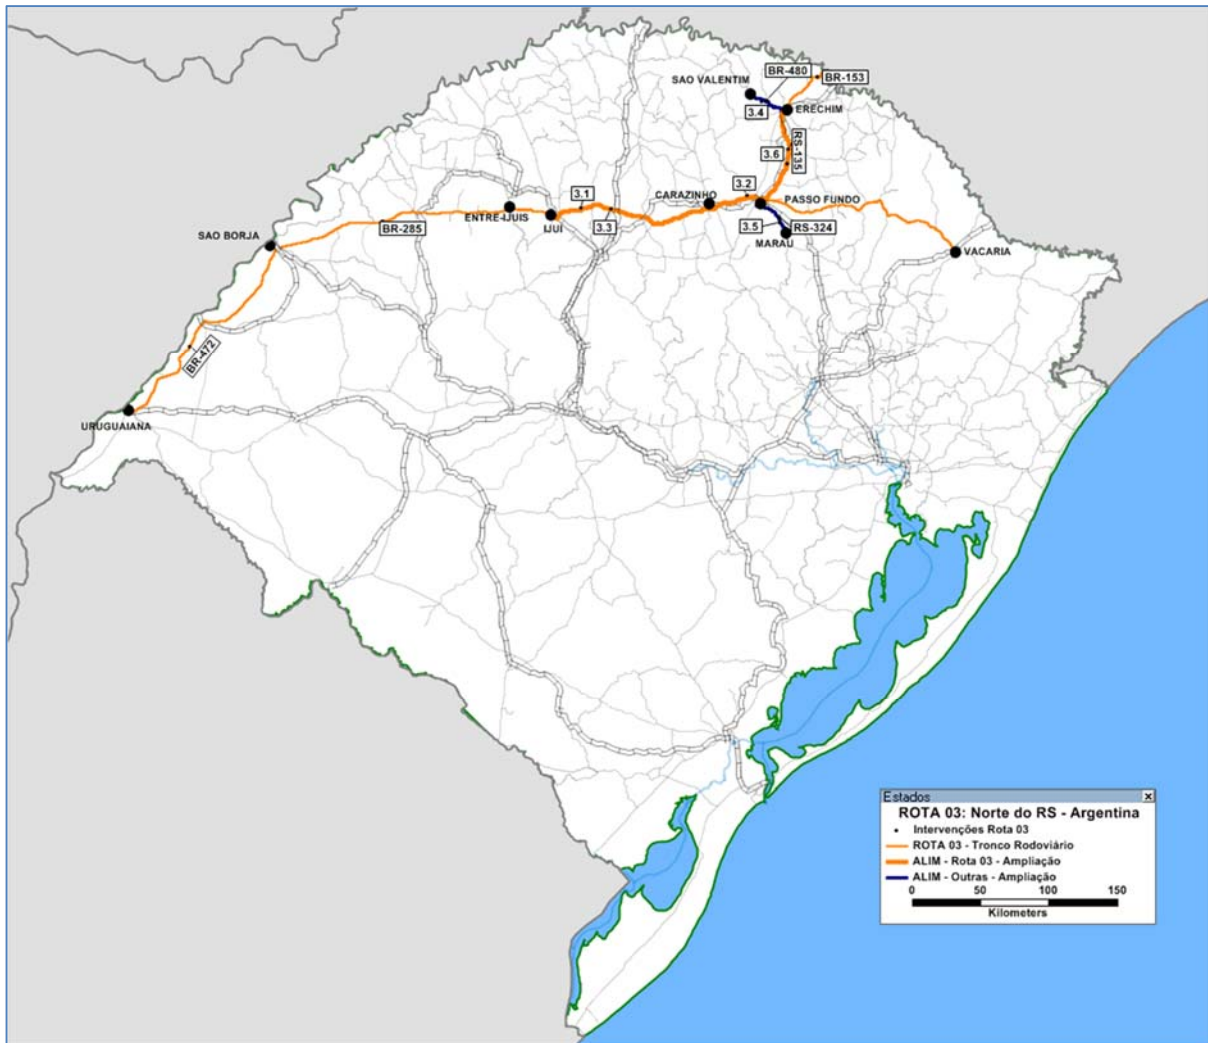 BR-480
BR-153
SAO VALENTIM
3.4
ERECHIM
RS-135
3.6
3.1
CARAZINHO
3.2
PASSO FUNDO
ENTRE-IJUIS
IJUI
3.3
3.5
RS-324
MARAU
BR-285
SAO BORJA
VACARIA
BR-472
URUGUAIANA
Estados
ROTA 03: Norte do RS - Argentina
Intervenções Rota 03
ROTA 03 - Tronco Rodoviário
ALIM - Rota 03 - Ampliação
ALIM - Outras - Ampliação
0 50 100 150
Kilometers